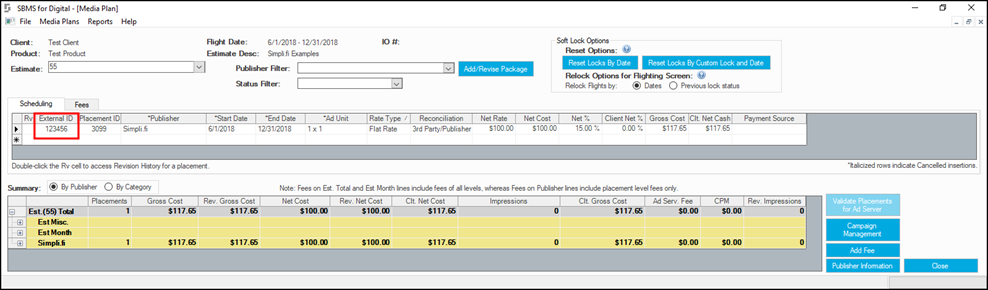 SBMS for Digital - [Media Plan]
File Media Plans Reports Help
Client: Test Client Flight Date: 6/1/2018 - 12/31/2018 IO #:
Product: Test Product Estimate Desc: Simpli.fi Examples
Estimate: 55
Publisher Filter: Add/Revise Package
Status Filter:
Soft Lock Options
Reset Options:
Reset Locks By Date Reset Locks By Custom Lock and Date
Relock Options for Flighting Screen:
Relock Flights by: Dates Previous lock status
Scheduling Fees
Rv External ID Placement ID *Publisher *Start Date *End Date *Ad Unit Rate Type Reconciliation Net Rate Net Cost Net % Client Net % Gross Cost Clt. Net Cash Payment Source
123456 3099 Simpli.fi 6/1/2018 12/31/2018 1 x 1 Flat Rate 3rd Party/Publisher $100.00 $100.00 15.00 % 0.00 % $117.65 $117.65
Double-click the Rv cell to access Revision History for a placement. *Italicized rows indicate Cancelled insertions.
Summary: By Publisher By Category Note: Fees on Est. Total and Est Month lines include fees of all levels, whereas Fees on Publisher lines include placement level fees only.
Placements Gross Cost Rev. Gross Cost Net Cost Rev. Net Cost Clt. Net Cost Impressions Clt. Gross Cost Ad Serv. Fee CPM Rev. Impressions
Est.(55) Total 1 $117.65 $117.65 $100.00 $100.00 $117.65 0 $117.65 $0.00 $0.00 0
Est Misc.
Est Month
Simpli.fi 1 $117.65 $117.65 $100.00 $100.00 $117.65 0 $117.65 $0.00 $0.00 0
Validate Placements
for Ad Server
Campaign
Management
Add Fee
Publisher Information Close